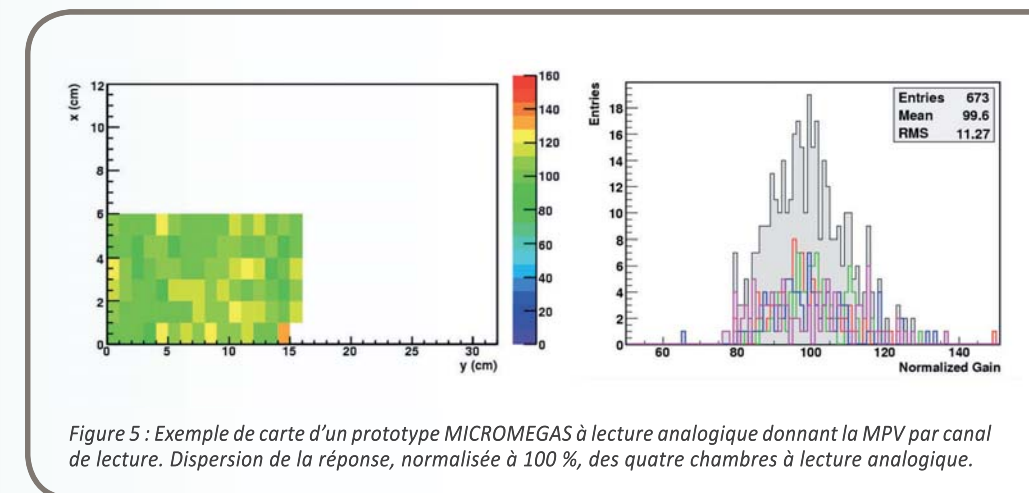 x (cm)
12
10
8
6
4
2
0
0 5 10 15 20 25 30
y (cm)
160
140
120
100
80
60
40
20
0
Entries
18
16
14
12
10
8
6
4
2
0
60 80 100 120 140
Normalized Gain
Entries 673
Mean 99.6
RMS 11.27
Figure 5 : Exemple de carte d'un prototype MICROMEGAS à lecture analogique donnant la MPV par canal
de lecture. Dispersion de la réponse, normalisée à 100 %, des quatre chambres à lecture analogique.